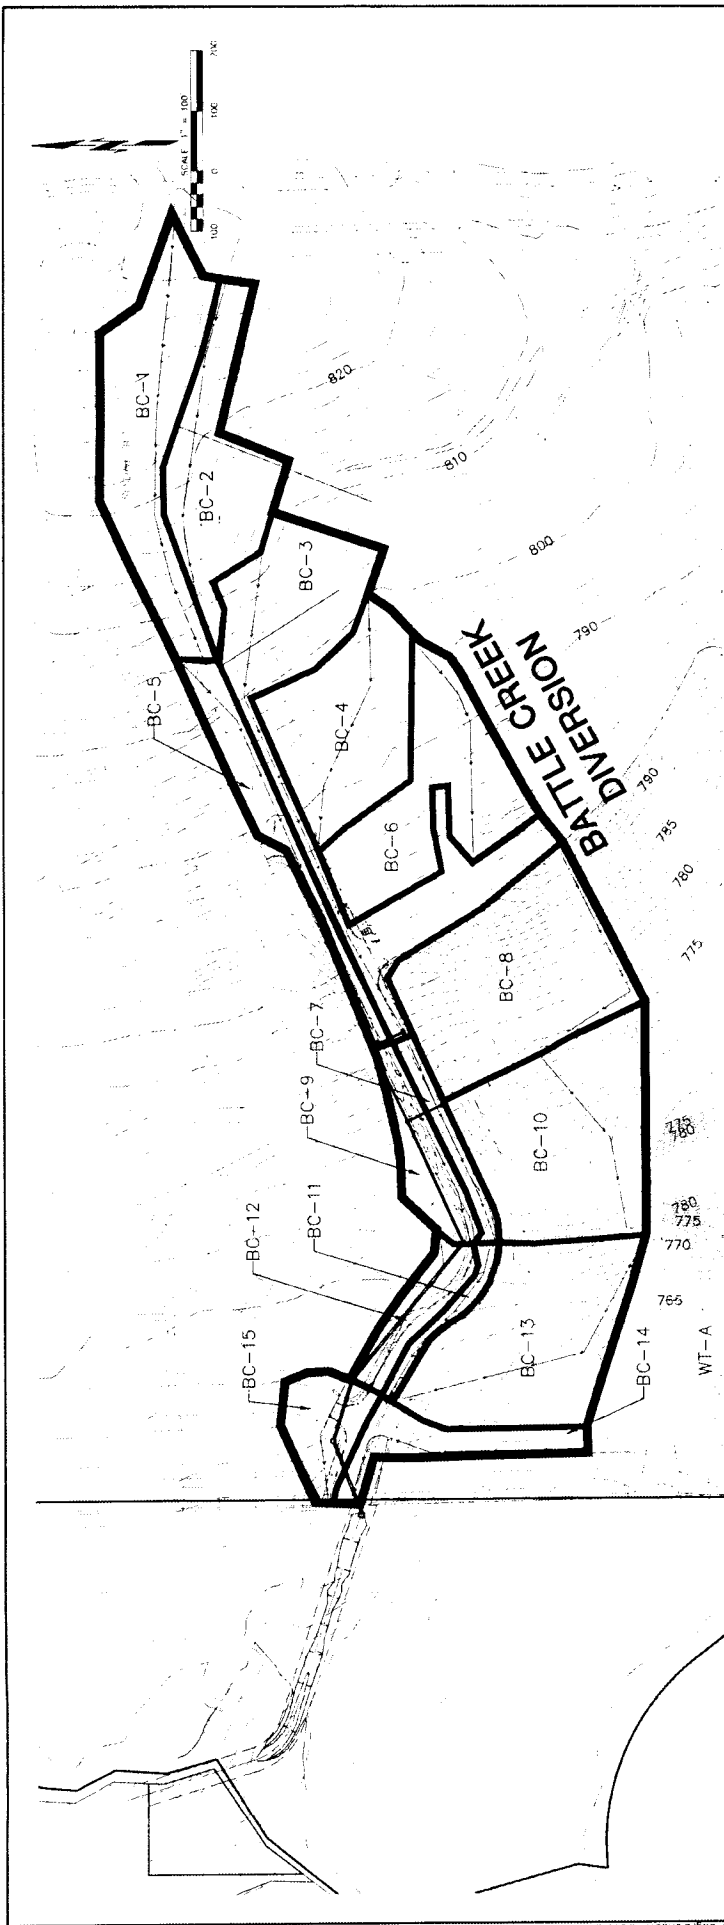 SCALE 1" = 100'
100
0
100
200
BC-1
BC-2
BC-3
BC-5
BC-4
BC-6
BC-7
BC-8
BC-9
BC-10
BC-11
BC-12
BC-13
BC-14
BC-15
BATTLE CREEK
DIVERSION
820
810
800
790
790
785
780
775
775
780
780
775
770
765
WT-A